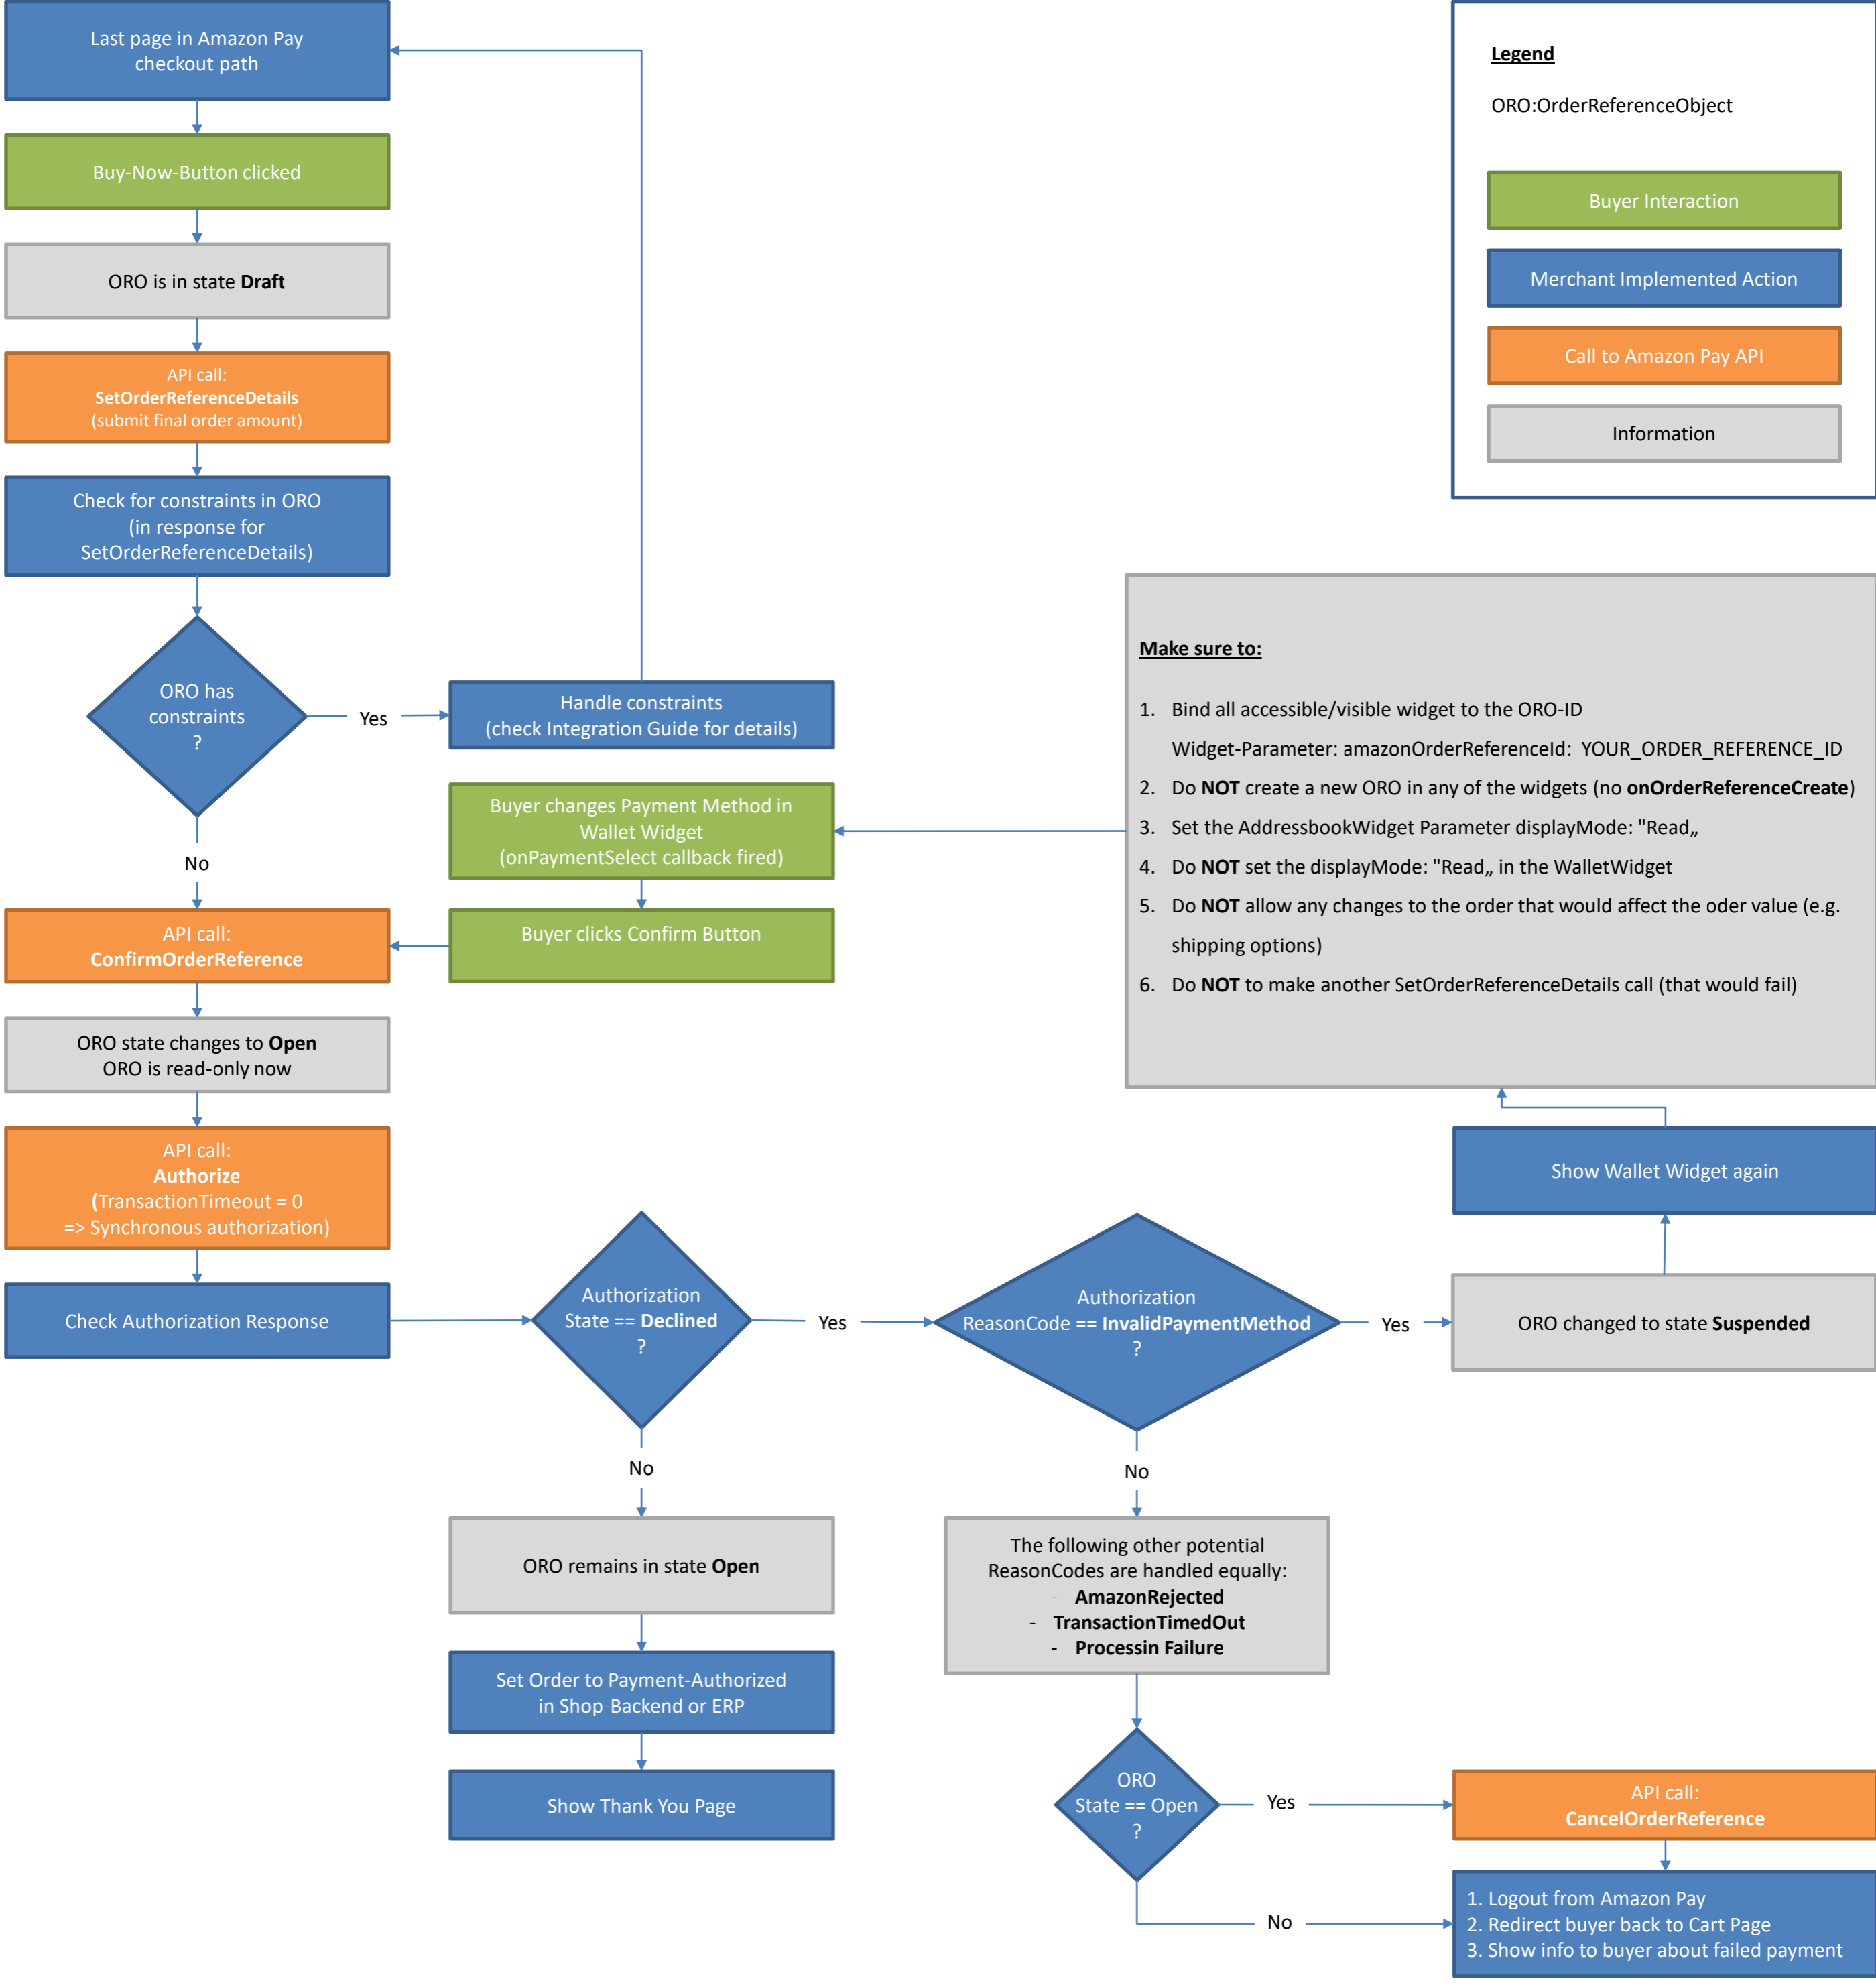 Last page in Amazon Pay
checkout path
Buy-Now-Button clicked
ORO is in state Draft
API call:
SetOrderReferenceDetails
(submit final order amount)
Check for constraints in ORO
(in response for
SetOrderReferenceDetails)
ORO has
constraints
?
Yes
Handle constraints
(check Integration Guide for details)
No
Buyer changes Payment Method in
Wallet Widget
(onPaymentSelect callback fired)
Buyer clicks Confirm Button
API call:
ConfirmOrderReference
ORO state changes to Open
ORO is read-only now
API call:
Authorize
(TransactionTimeout = 0
=> Synchronous authorization)
Check Authorization Response
Authorization
State == Declined
?
Yes
Authorization
ReasonCode == InvalidPaymentMethod
?
Yes
ORO changed to state Suspended
Show Wallet Widget again
Make sure to:
1. Bind all accessible/visible widget to the ORO-ID
Widget-Parameter: amazonOrderReferenceId: YOUR_ORDER_REFERENCE_ID
2. Do NOT create a new ORO in any of the widgets (no onOrderReferenceCreate)
3. Set the AddressbookWidget Parameter displayMode: "Read„
4. Do NOT set the displayMode: "Read„ in the WalletWidget
5. Do NOT allow any changes to the order that would affect the oder value (e.g.
shipping options)
6. Do NOT to make another SetOrderReferenceDetails call (that would fail)
Legend
ORO:OrderReferenceObject
Buyer Interaction
Merchant Implemented Action
Call to Amazon Pay API
Information
No
ORO remains in state Open
Set Order to Payment-Authorized
in Shop-Backend or ERP
Show Thank You Page
No
The following other potential
ReasonCodes are handled equally:
- AmazonRejected
- TransactionTimedOut
- Processin Failure
ORO
State == Open
?
Yes
API call:
CancelOrderReference
No
1. Logout from Amazon Pay
2. Redirect buyer back to Cart Page
3. Show info to buyer about failed payment